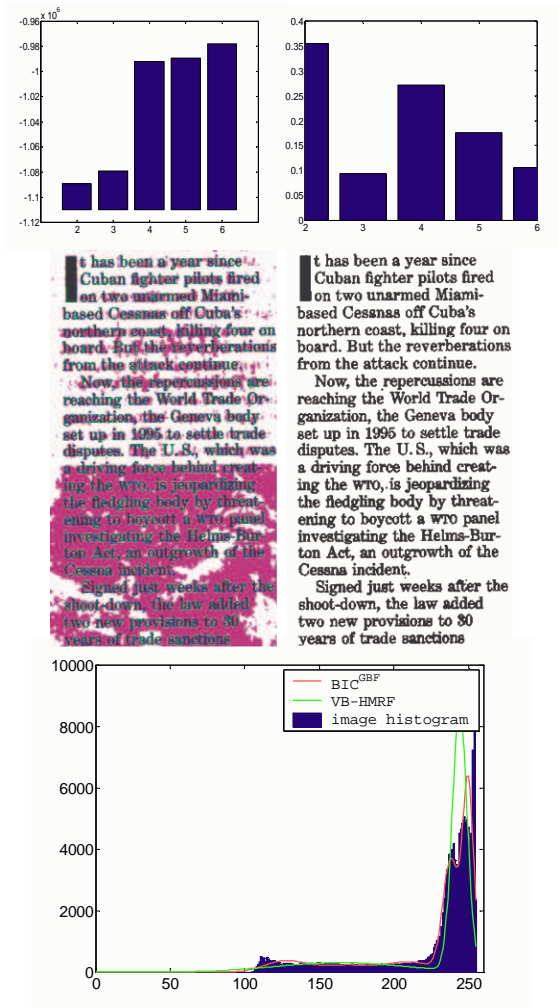 x 10^6
-0.96
-0.98
-1
-1.02
-1.04
-1.06
-1.08
-1.1
-1.12
2 3 4 5 6
0.4
0.35
0.3
0.25
0.2
0.15
0.1
0.05
0
2 3 4 5 6
It has been a year since
Cuban fighter pilots fired
on two unarmed Miami-
based Cessnas off Cuba's
northern coast, killing four on
board. But the reverberations
from the attack continue.
Now, the repercussions are
reaching the World Trade Or-
ganization, the Geneva body
set up in 1995 to settle trade
disputes. The U.S., which was
a driving force behind creat-
ing the WTO, is jeopardizing
the fledgling body by threat-
ening to boycott a WTO panel
investigating the Helms-Bur-
ton Act, an outgrowth of the
Cessna incident.
Signed just weeks after the
shoot-down, the law added
two new provisions to 30
years of trade sanctions
It has been a year since
Cuban fighter pilots fired
on two unarmed Miami-
based Cessnas off Cuba's
northern coast, killing four on
board. But the reverberations
from the attack continue.
Now, the repercussions are
reaching the World Trade Or-
ganization, the Geneva body
set up in 1995 to settle trade
disputes. The U.S., which was
a driving force behind creat-
ing the WTO, is jeopardizing
the fledgling body by threat-
ening to boycott a WTO panel
investigating the Helms-Bur-
ton Act, an outgrowth of the
Cessna incident.
Signed just weeks after the
shoot-down, the law added
two new provisions to 30
years of trade sanctions
10000
8000
6000
4000
2000
0
BIC^GBF
VB-HMRF
image histogram
0 50 100 150 200 250